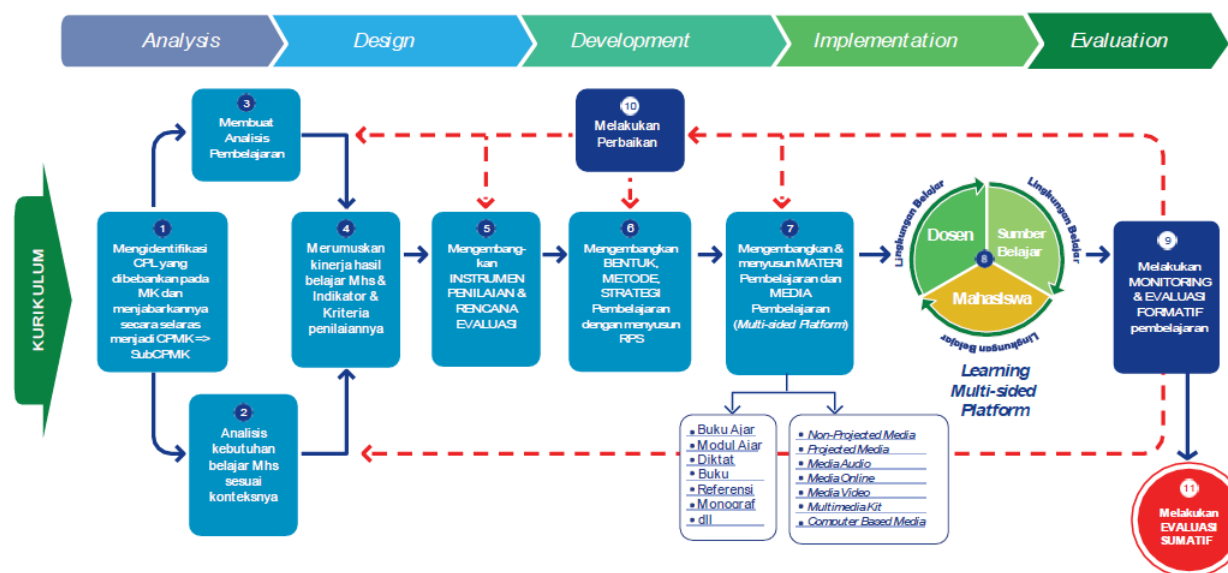 Analysis
Design
Development
Implementation
Evaluation
KURIKULUM
1
Mengidentifikasi
CPL yang
dibebankan pada
MK dan
menjabarkannya
secara selaras
menjadi CPMK =>
SubCPMK
2
Analisis
kebutuhan
belajar Mhs
sesuai
konteksnya
3
Membuat
Analisis
Pembelajaran
4
Merumuskan
kinerja hasil
belajar Mhs &
Indikator &
Kriteria
penilaiannya
5
Mengembang-
kan
INSTRUMEN
PENILAIAN &
RENCANA
EVALUASI
6
Mengembangkan
BENTUK,
METODE,
STRATEGI
Pembelajaran
dengan menyusun
RPS
7
Mengembangkan &
menyusun MATERI
Pembelajaran dan
MEDIA
Pembelajaran
(Multi-sided Platform)
Buku Ajar
Modul Ajar
Diktat
Buku
Referensi
Monograf
dll
Non-Projected Media
Projected Media
Media Audio
Media Online
Media Video
Multimedia Kit
Computer Based Media
8
Dosen
Sumber
Belajar
Mahasiswa
Lingkungan Belajar
Lingkungan Belajar
Lingkungan Belajar
Learning
Multi-sided
Platform
9
Melakukan
MONITORING
& EVALUASI
FORMATIF
pembelajaran
10
Melakukan
Perbaikan
11
Melakukan
EVALUASI
SUMATIF